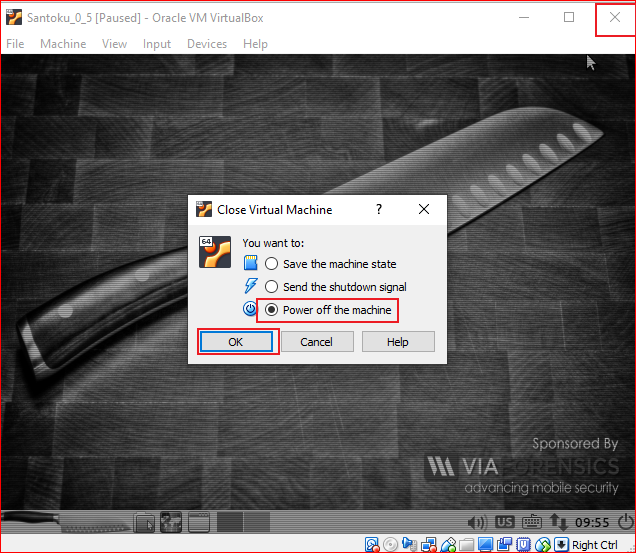 Santoku_0_5 [Paused] - Oracle VM VirtualBox
File Machine View Input Devices Help
Close Virtual Machine ?
64
You want to:
Save the machine state
Send the shutdown signal
Power off the machine
OK Cancel Help
Sponsored By
VIAFORENSICS
advancing mobile security
US 09:55
Right Ctrl